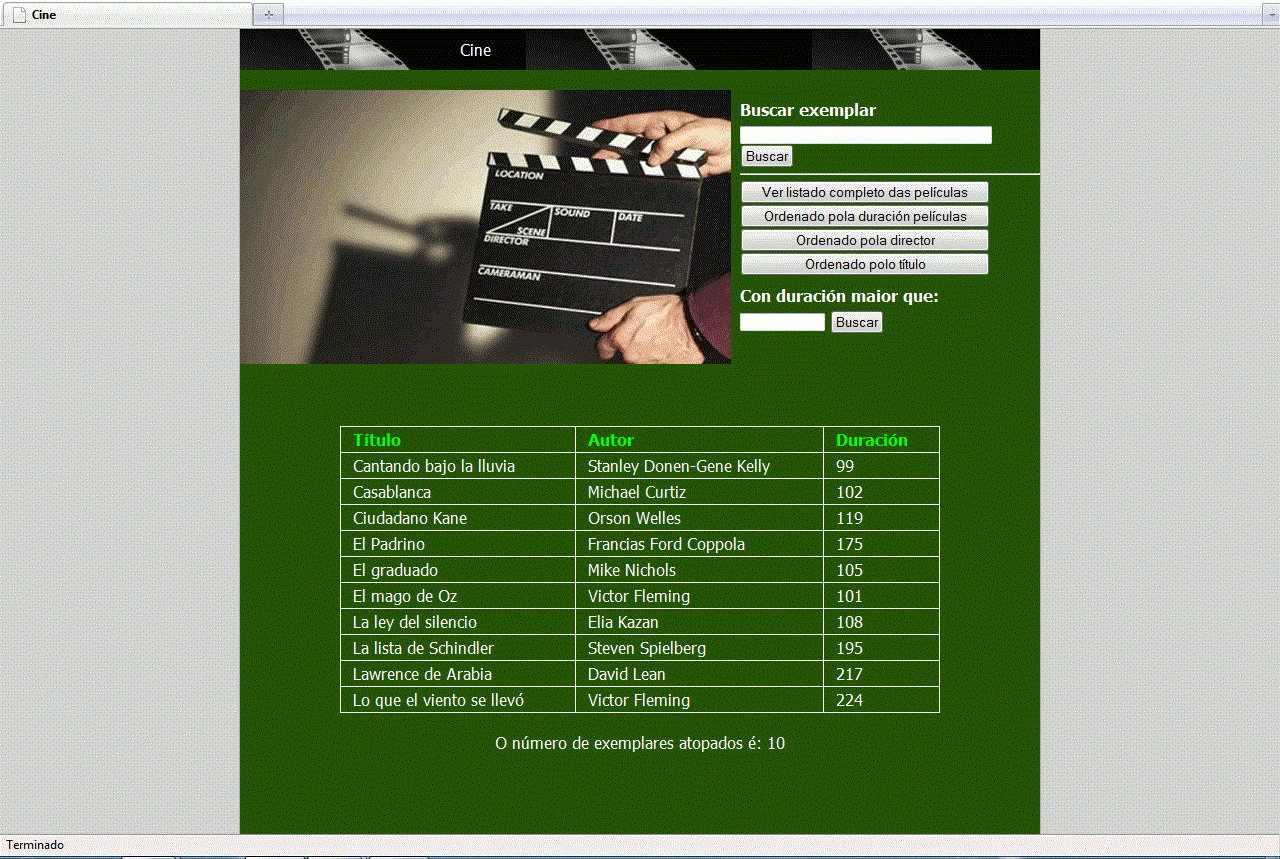 Cine
Cine
LOCATION
TAKE SOUND DATE
SCENE
DIRECTOR
CAMERAMAN
Buscar exemplar
Buscar
Ver listado completo das películas
Ordenado pola duración películas
Ordenado pola director
Ordenado polo título
Con duración maior que:
Buscar
Título Autor Duración
Cantando bajo la lluvia Stanley Donen-Gene Kelly 99
Casablanca Michael Curtiz 102
Ciudadano Kane Orson Welles 119
El Padrino Francias Ford Coppola 175
El graduado Mike Nichols 105
El mago de Oz Victor Fleming 101
La ley del silencio Elia Kazan 108
La lista de Schindler Steven Spielberg 195
Lawrence de Arabia David Lean 217
Lo que el viento se llevó Victor Fleming 224
O número de exemplares atopados é: 10
Terminado